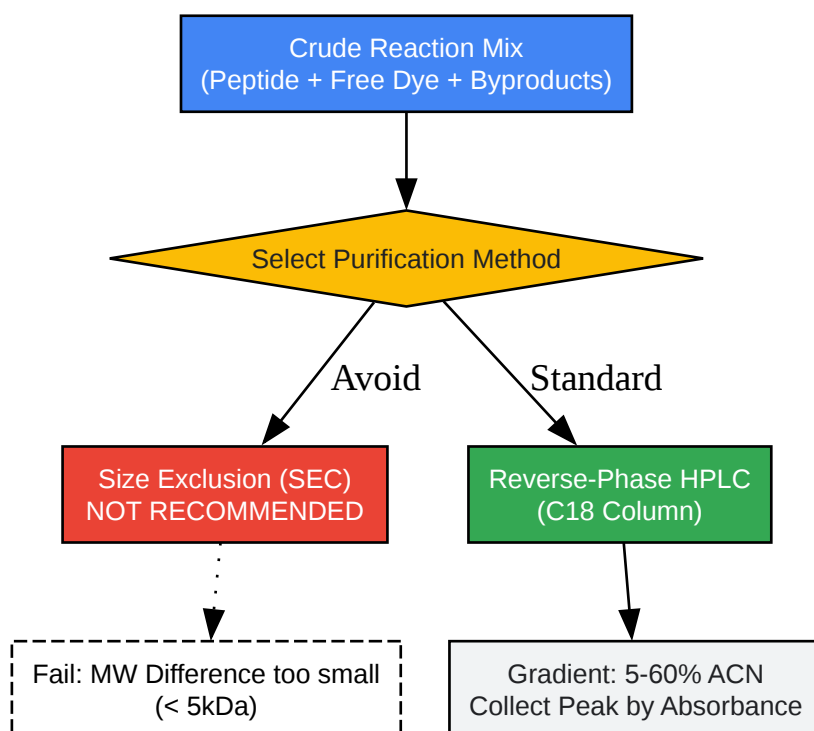 Crude Reaction Mix
(Peptide + Free Dye + Byproducts)
Select Purification Method
Avoid
Standard
Size Exclusion (SEC)
NOT RECOMMENDED
Reverse-Phase HPLC
(C18 Column)
Fail: MW Difference too small
(< 5kDa)
Gradient: 5-60% ACN
Collect Peak by Absorbance